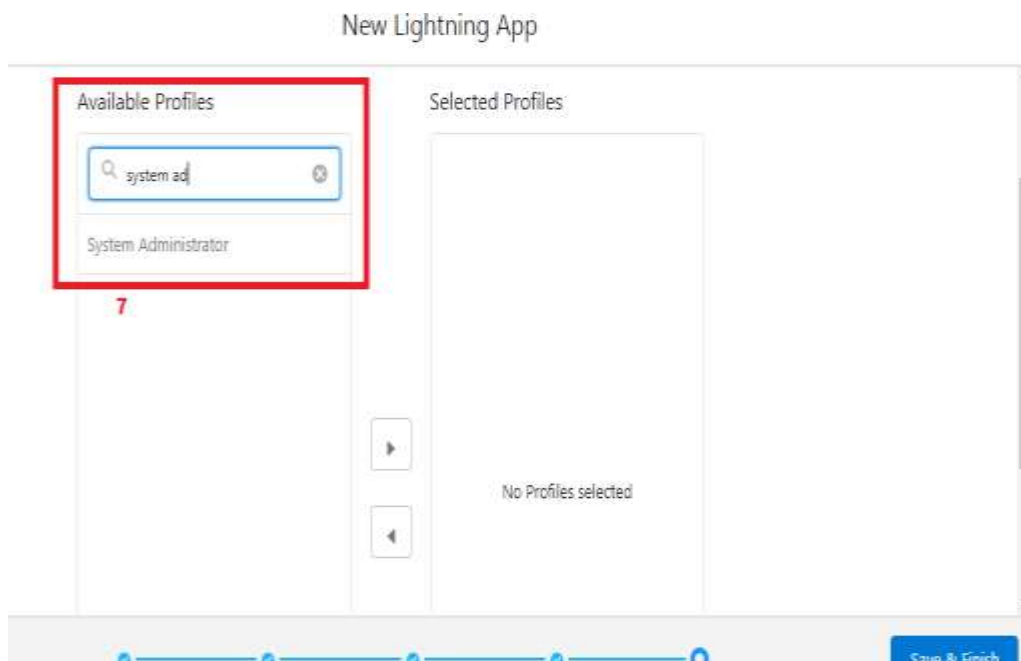 New Lightning App
Available Profiles
Selected Profiles
system ad
System Administrator
7
No Profiles selected
Save & Finish